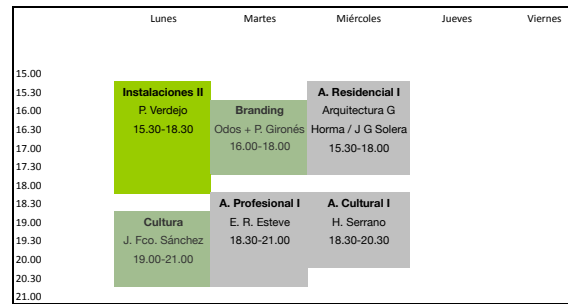 Lunes Martes Miércoles Jueves Viernes
15.00
15.30 Instalaciones II A. Residencial I
16.00 P. Verdejo Branding Arquitectura G
16.30 15.30-18.30 Odos + P. Gironés Horma / J G Solera
17.00 16.00-18.00 15.30-18.00
17.30
18.00
18.30 A. Profesional I A. Cultural I
19.00 Cultura E. R. Esteve H. Serrano
19.30 J. Fco. Sánchez 18.30-21.00 18.30-20.30
20.00 19.00-21.00
20.30
21.00